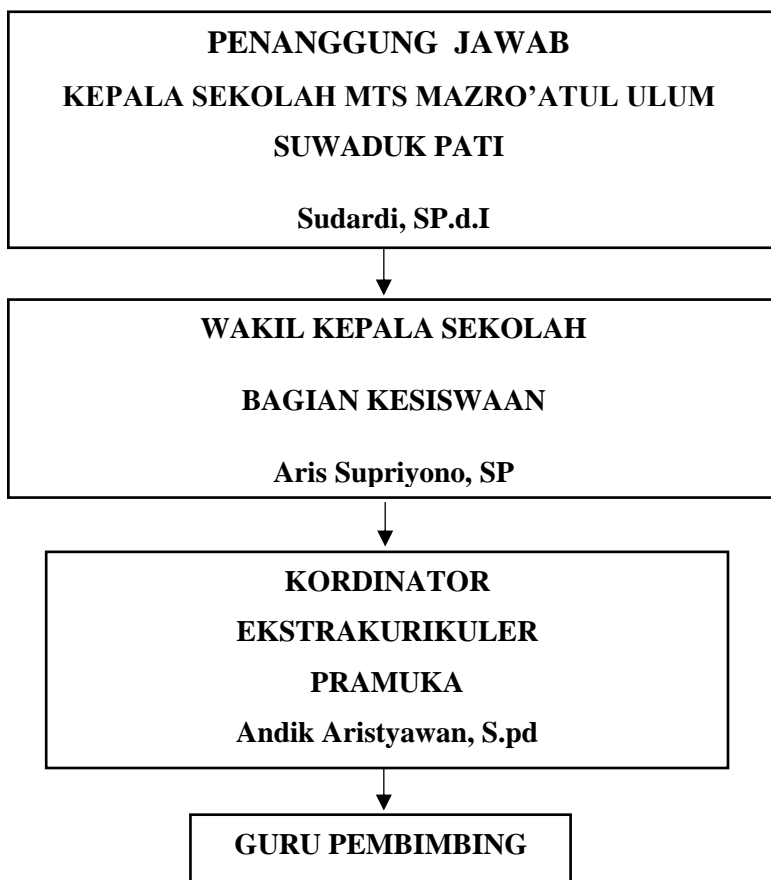 PENANGGUNG JAWAB
KEPALA SEKOLAH MTS MAZRO’ATUL ULUM
SUWADUK PATI
Sudardi, SP.d.I
WAKIL KEPALA SEKOLAH
BAGIAN KESISWAAN
Aris Supriyono, SP
KORDINATOR
EKSTRAKURIKULER
PRAMUKA
Andik Aristyawan, S.pd
GURU PEMBIMBING